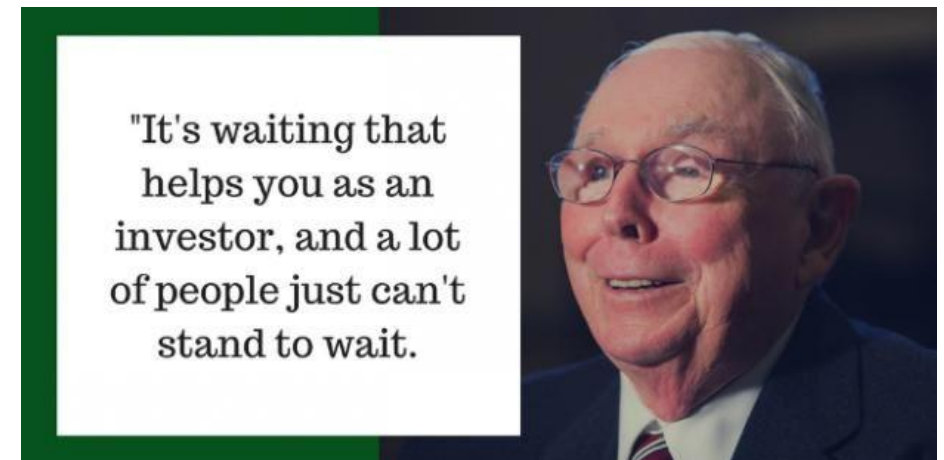 "It's waiting that
helps you as an
investor, and a lot
of people just can't
stand to wait.